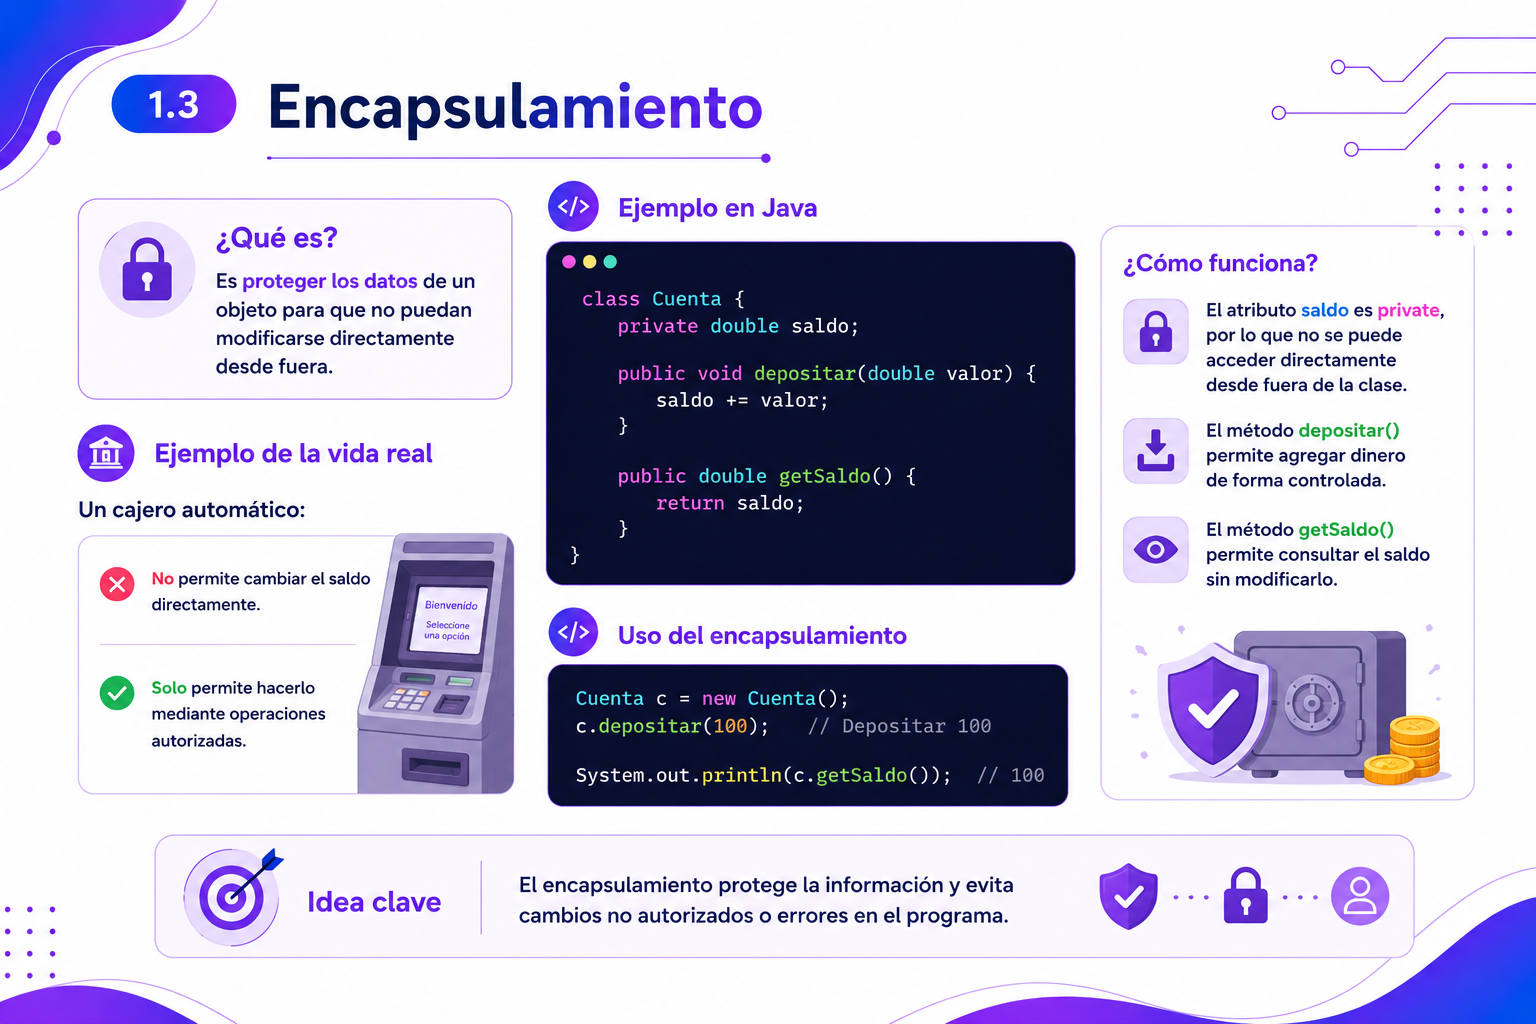 1.3
Encapsulamiento
¿Qué es?
Es proteger los datos de un
objeto para que no puedan
modificarse directamente
desde fuera.
Ejemplo de la vida real
Un cajero automático:
No permite cambiar el saldo
directamente.
Solo permite hacerlo
mediante operaciones
autorizadas.
Bienvenido
Seleccione
una opción
Ejemplo en Java
class Cuenta {
private double saldo;
public void depositar(double valor) {
saldo += valor;
}
public double getSaldo() {
return saldo;
}
}
Uso del encapsulamiento
Cuenta c = new Cuenta();
c.depositar(100); // Depositar 100
System.out.println(c.getSaldo()); // 100
¿Cómo funciona?
El atributo saldo es private,
por lo que no se puede
acceder directamente
desde fuera de la clase.
El método depositar()
permite agregar dinero
de forma controlada.
El método getSaldo()
permite consultar el saldo
sin modificarlo.
Idea clave
El encapsulamiento protege la información y evita
cambios no autorizados o errores en el programa.